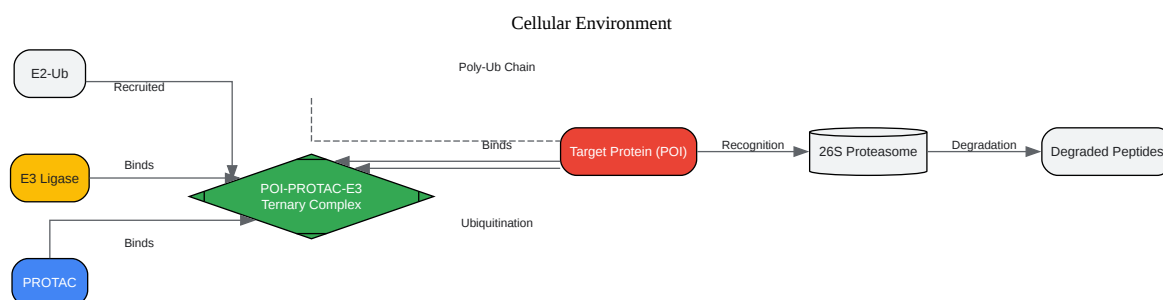 Cellular Environment
E2-Ub
Recruited
Poly-Ub Chain
E3 Ligase
Binds
POI-PROTAC-E3
Ternary Complex
Binds
Target Protein (POI)
Recognition
26S Proteasome
Degradation
Degraded Peptides
Ubiquitination
Binds
PROTAC